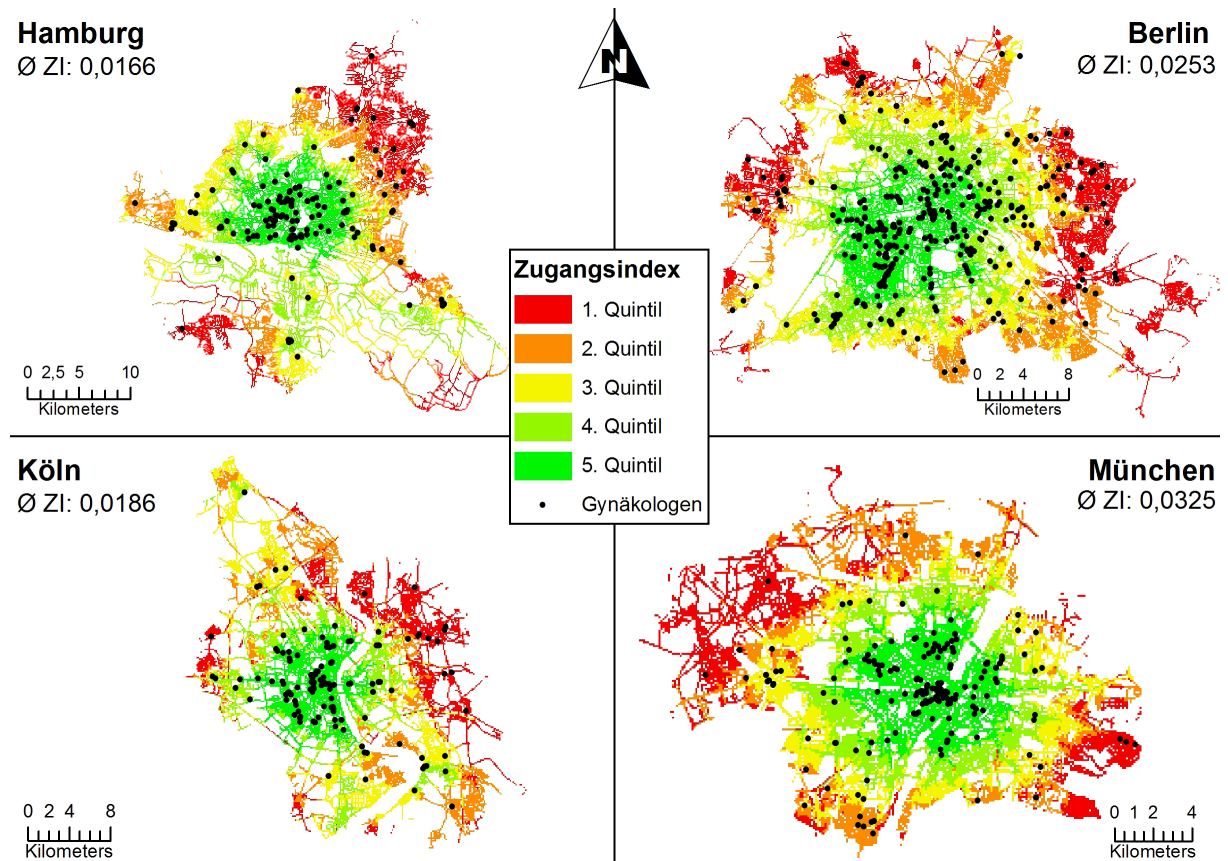 Hamburg
Ø ZI: 0,0166
N
Berlin
Ø ZI: 0,0253
0 2,5 5 10
Kilometers
0 2 4 8
Kilometers
Zugangsindex
1. Quintil
2. Quintil
3. Quintil
4. Quintil
5. Quintil
Gynäkologen
Köln
Ø ZI: 0,0186
München
Ø ZI: 0,0325
0 2 4 8
Kilometers
0 1 2 4
Kilometers